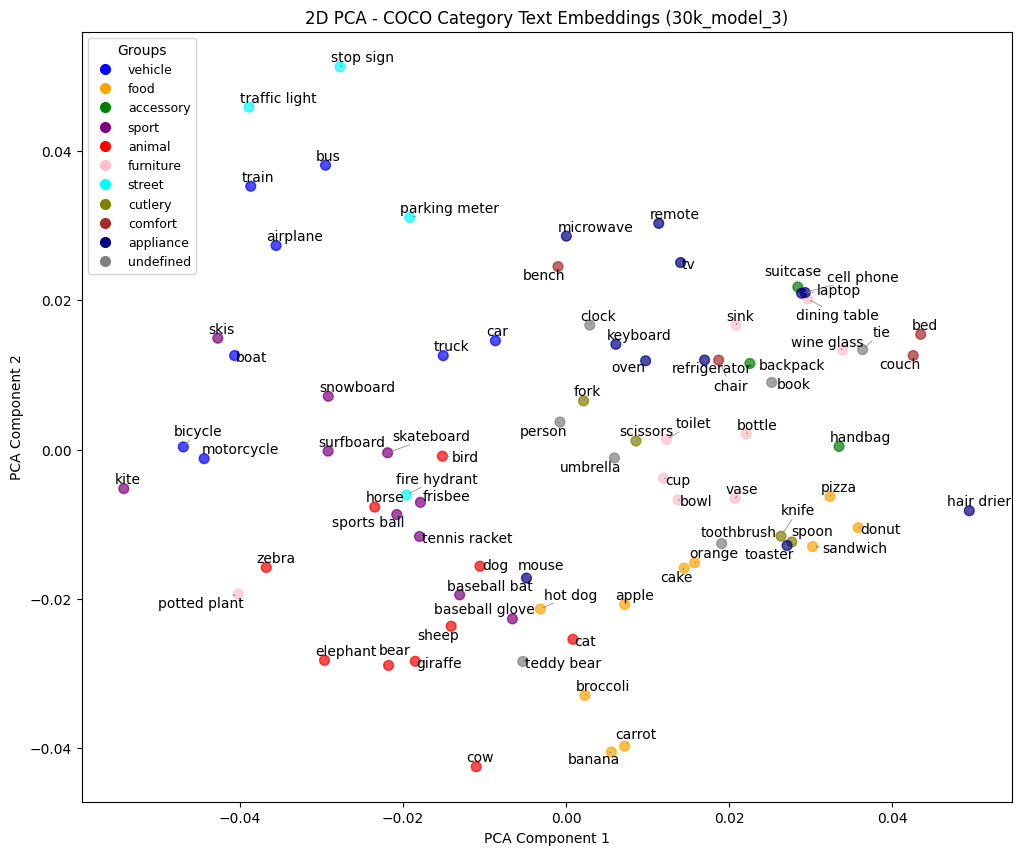 2D PCA - COCO Category Text Embeddings (30k_model_3)
Groups
vehicle
food
accessory
sport
animal
furniture
street
cutlery
comfort
appliance
undefined
stop sign
traffic light
bus
train
parking meter
airplane
remote
microwave
tv
bench
suitcase
cell phone
laptop
dining table
skis
boat
truck
car
clock
keyboard
oven
sink
wine glass
tie
bed
couch
refrigerator
backpack
chair
book
snowboard
fork
person
scissors
toilet
bottle
handbag
umbrella
bicycle
motorcycle
surfboard
skateboard
bird
kite
fire hydrant
horse
frisbee
sports ball
tennis racket
cup
bowl
vase
pizza
hair drier
knife
toothbrush
spoon
donut
sandwich
toaster
orange
cake
zebra
potted plant
dog
mouse
baseball bat
hot dog
apple
baseball glove
sheep
cat
elephant
bear
giraffe
teddy bear
broccoli
carrot
banana
cow
0.04
0.02
0.00
−0.02
−0.04
PCA Component 2
−0.04
−0.02
0.00
0.02
0.04
PCA Component 1